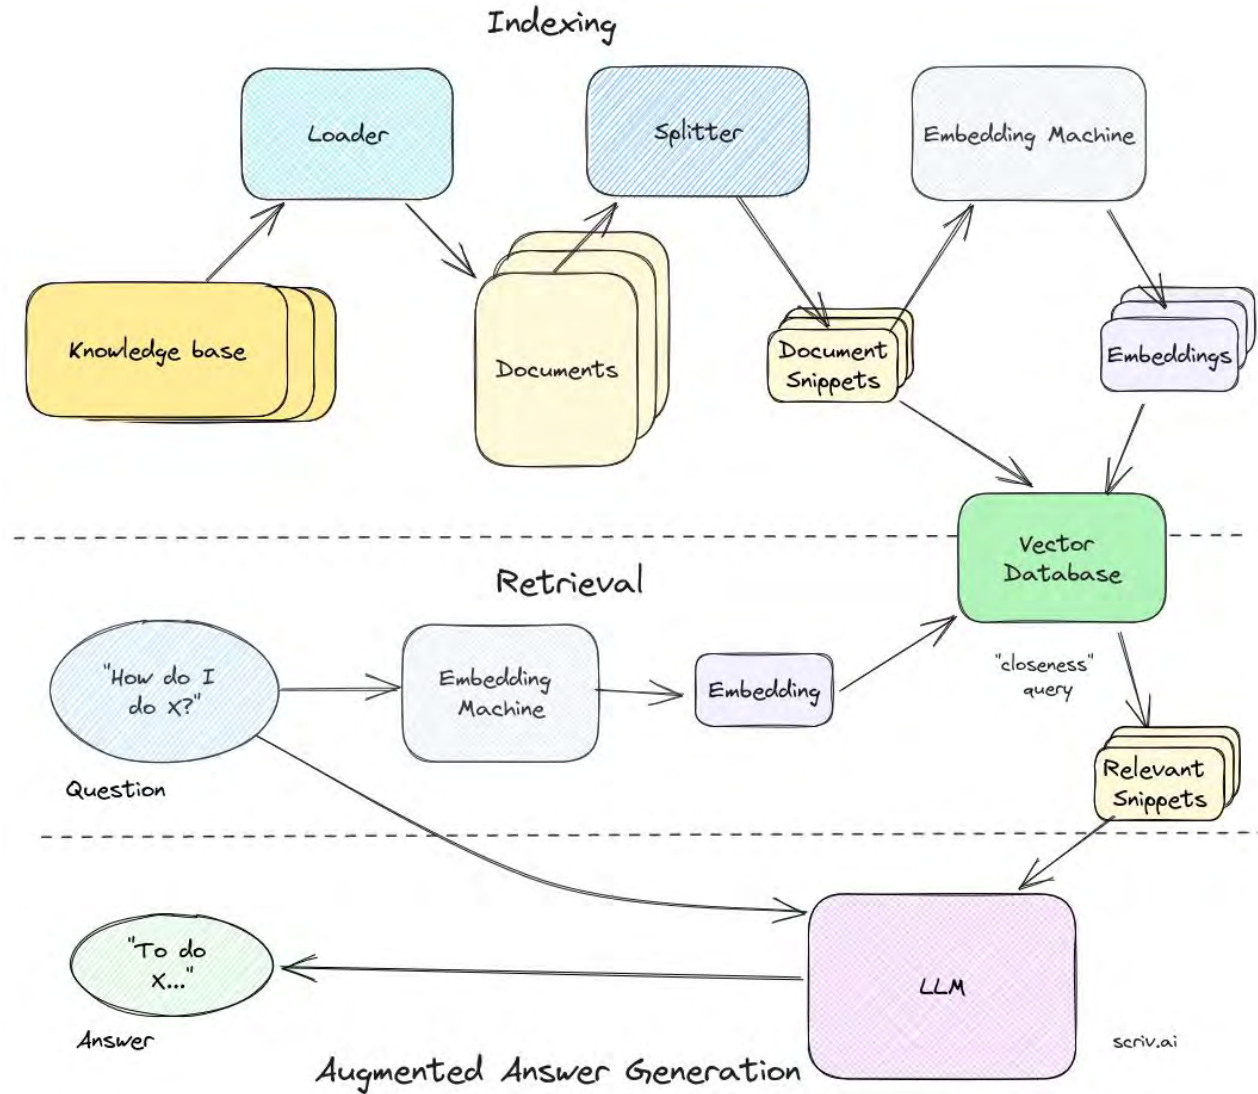 Indexing
Loader
Splitter
Embedding Machine
Knowledge base
Documents
Document
Snippets
Embeddings
Vector
Database
Retrieval
"How do I
do x?"
Question
Embedding
Machine
Embedding
"closeness"
query
Relevant
Snippets
"To do
x..."
Answer
LLM
scriv.ai
Augmented Answer Generation